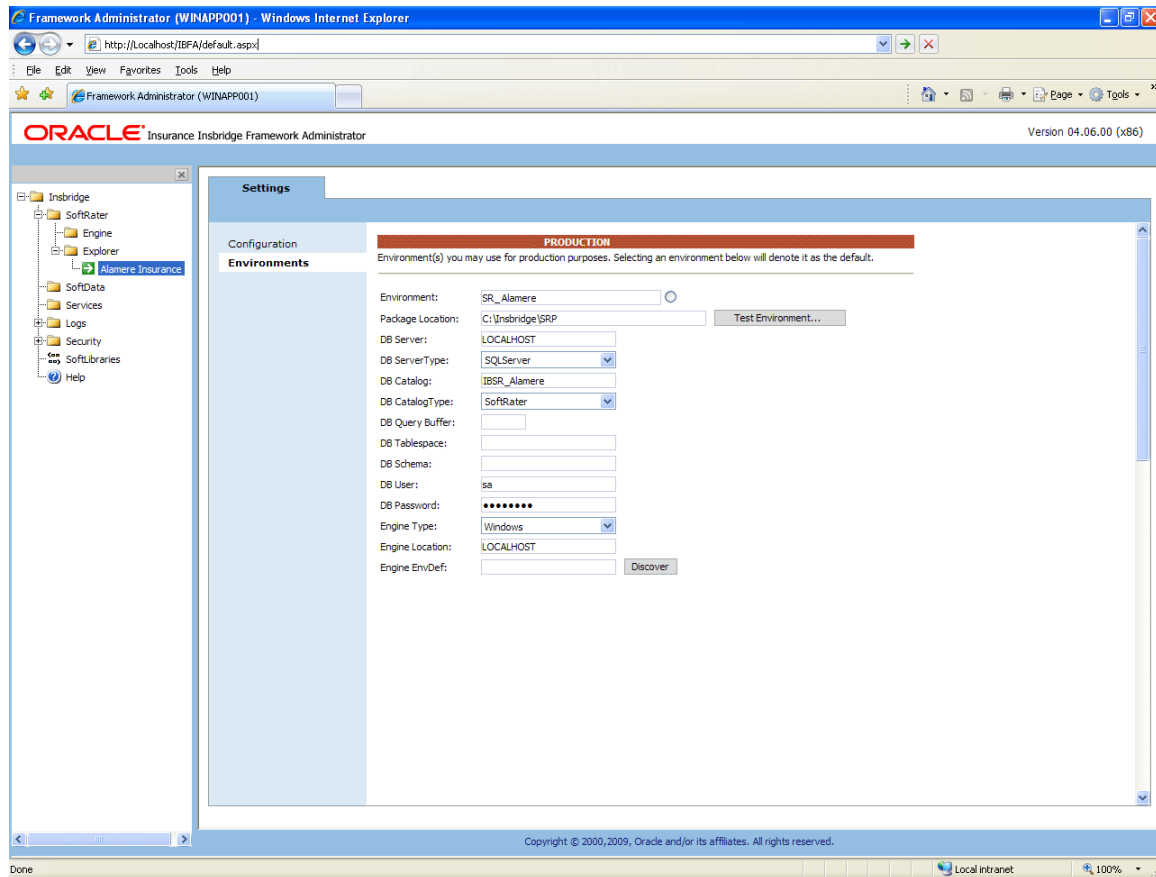 Framework Administrator (WINAPP001) - Windows Internet Explorer
http://Localhost/IBFA/default.aspx
File Edit View Favorites Tools Help
Framework Administrator (WINAPP001)
Page Tools »
ORACLE Insurance Insbridge Framework Administrator
Version 04.06.00 (x86)
Insbridge
SoftRater
Engine
Explorer
Alamere Insurance
SoftData
Services
Logs
Security
SoftLibraries
Help
Settings
Configuration
Environments
PRODUCTION
Environment(s) you may use for production purposes. Selecting an environment below will denote it as the default.
Environment: SR_Alamere
Package Location: C:\Insbridge\SRP Test Environment...
DB Server: LOCALHOST
DB ServerType: SQLServer
DB Catalog: IBSR_Alamere
DB CatalogType: SoftRater
DB Query Buffer:
DB Tablespace:
DB Schema:
DB User: sa
DB Password: ••••••••
Engine Type: Windows
Engine Location: LOCALHOST
Engine EnvDef: Discover
Copyright © 2000,2009, Oracle and/or its affiliates. All rights reserved.
Done Local intranet 100%